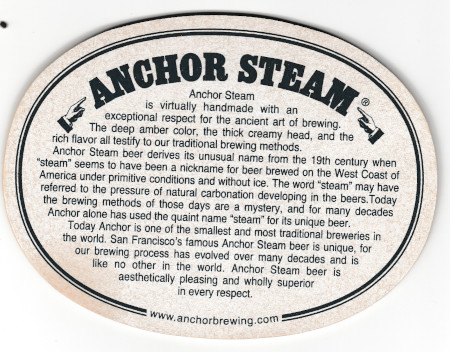 ANCHOR STEAM®
Anchor Steam
is virtually handmade with an
exceptional respect for the ancient art of brewing.
The deep amber color, the thick creamy head, and the
rich flavor all testify to our traditional brewing methods.
Anchor Steam beer derives its unusual name from the 19th century when
"steam" seems to have been a nickname for beer brewed on the West Coast of
America under primitive conditions and without ice. The word "steam" may have
referred to the pressure of natural carbonation developing in the beers.Today
the brewing methods of those days are a mystery, and for many decades
Anchor alone has used the quaint name "steam" for its unique beer.
Today Anchor is one of the smallest and most traditional breweries in
the world. San Francisco's famous Anchor Steam beer is unique, for
our brewing process has evolved over many decades and is
like no other in the world. Anchor Steam beer is
aesthetically pleasing and wholly superior
in every respect.
www.anchorbrewing.com